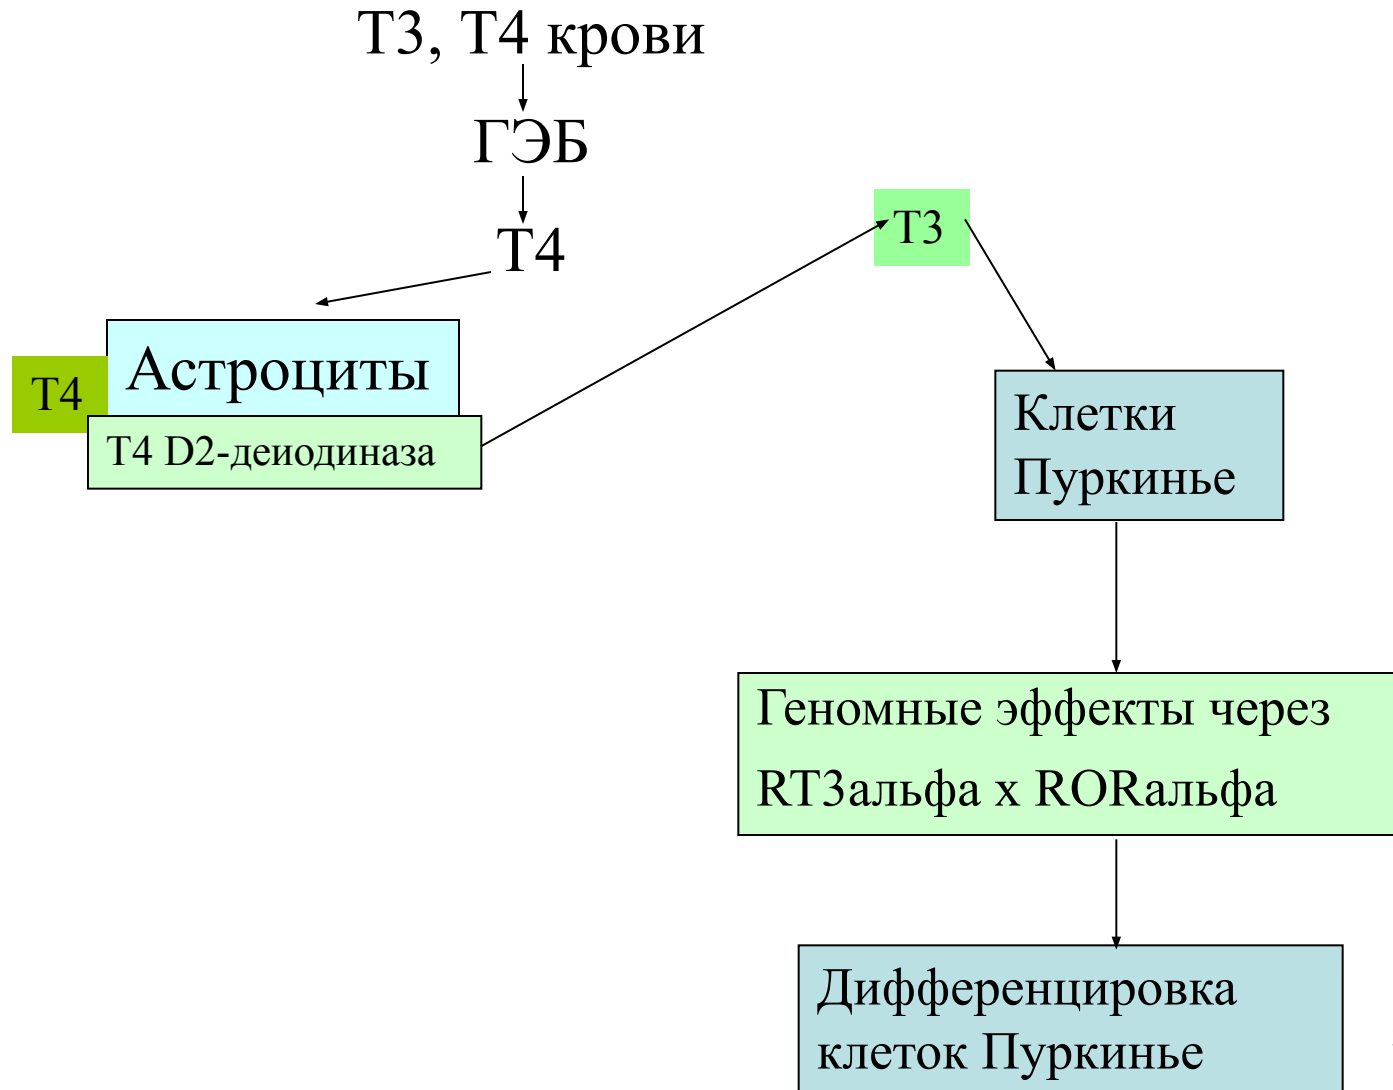 Т3, Т4 крови
ГЭБ
Т4
Т3
Астроциты
Т4
Т4 D2-деиодиназа
Клетки
Пуркинье
Геномные эффекты через
RT3альфа х RORальфа
Дифференцировка
клеток Пуркинье